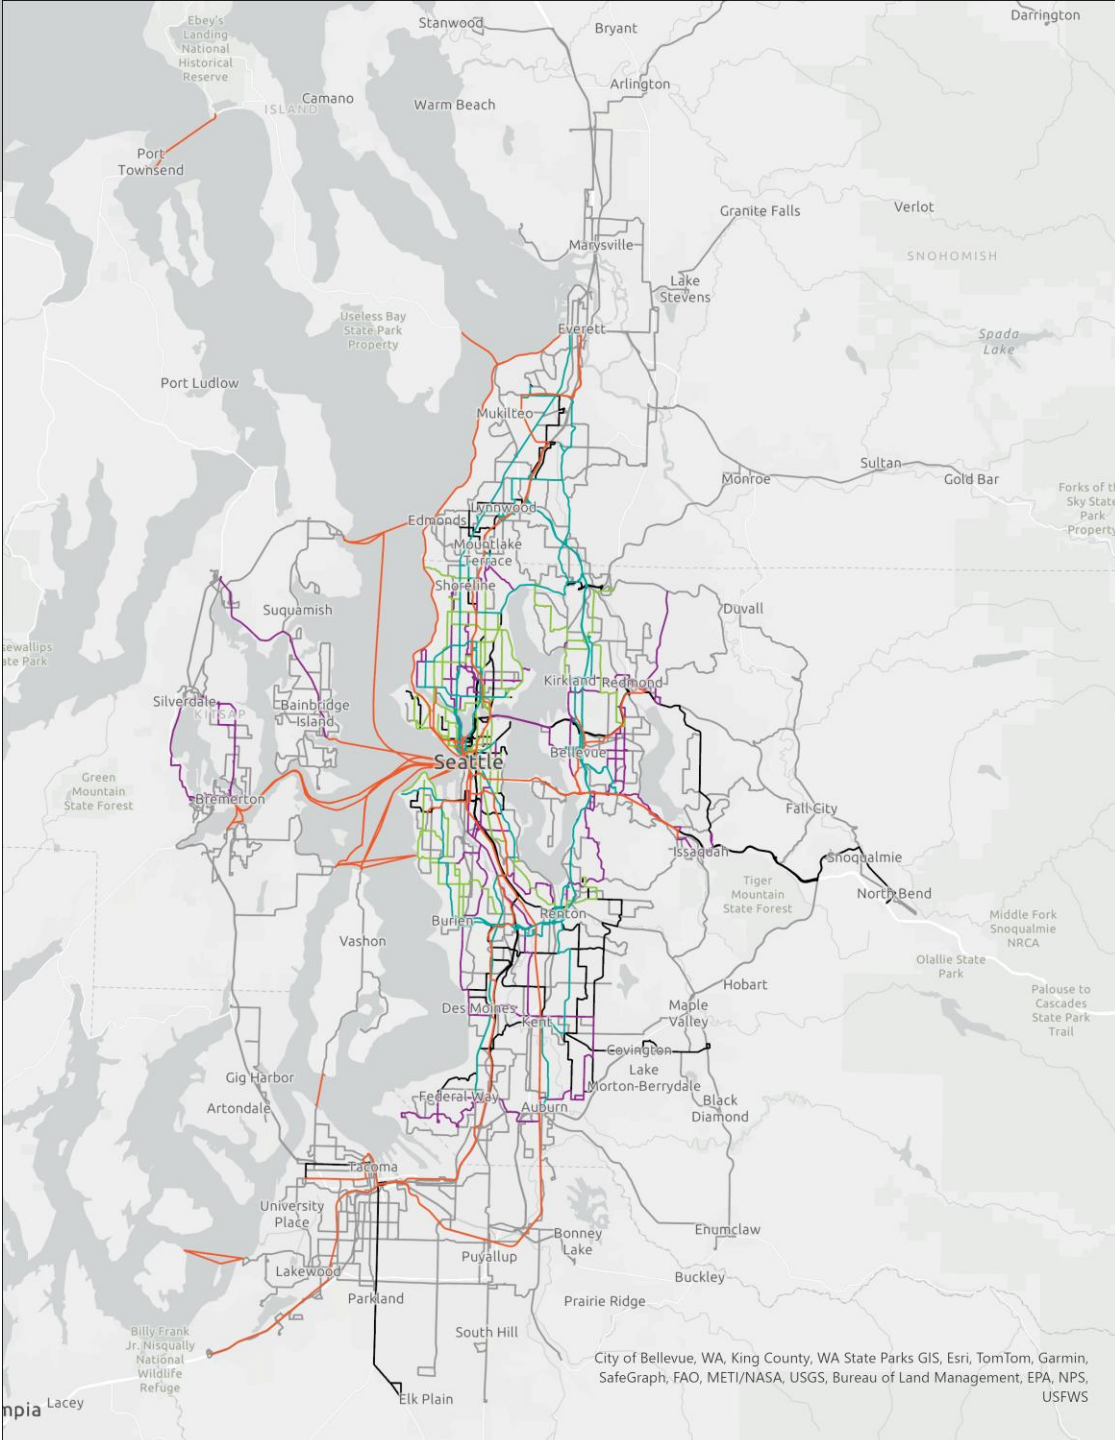 Stanwood
Bryant
Darrington
Ebey's
Landing
National
Historical
Reserve
ISLAND
Camano
Warm Beach
Arlington
Port
Townsend
Granite Falls
Verlot
Marysville
SNOHOMISH
Lake
Stevens
Useless Bay
State Park
Property
Everett
Spada
Lake
Port Ludlow
Mukilteo
Monroe
Sultan
Gold Bar
Forks of th
Sky State
Park
Property
Lynnwood
Edmonds
Mountlake
Terrace
Shoreline
Suquamish
Duvall
sewallips
ate Park
Silverdale
KITSAP
Bainbridge
Island
Kirkland
Redmond
Bellevue
Seattle
Green
Mountain
State Forest
Bremerton
Fall City
Issaquah
Snoqualmie
Tiger
Mountain
State Forest
North Bend
Burien
Renton
Middle Fork
Snoqualmie
NRCA
Vashon
Olallie State
Park
Hobart
Des Moines
Kent
Maple
Valley
Palouse to
Cascades
State Park
Trail
Covington
Lake
Morton-Berrydale
Gig Harbor
Artondale
Federal Way
Auburn
Black
Diamond
Tacoma
University
Place
Bonney
Lake
Enumclaw
Puyallup
Lakewood
Buckley
Parkland
Prairie Ridge
South Hill
Billy Frank
Jr. Nisqually
National
Wildlife
Refuge
Elk Plain
mpia
Lacey
City of Bellevue, WA, King County, WA State Parks GIS, Esri, TomTom, Garmin,
SafeGraph, FAO, METI/NASA, USGS, Bureau of Land Management, EPA, NPS,
USFWS